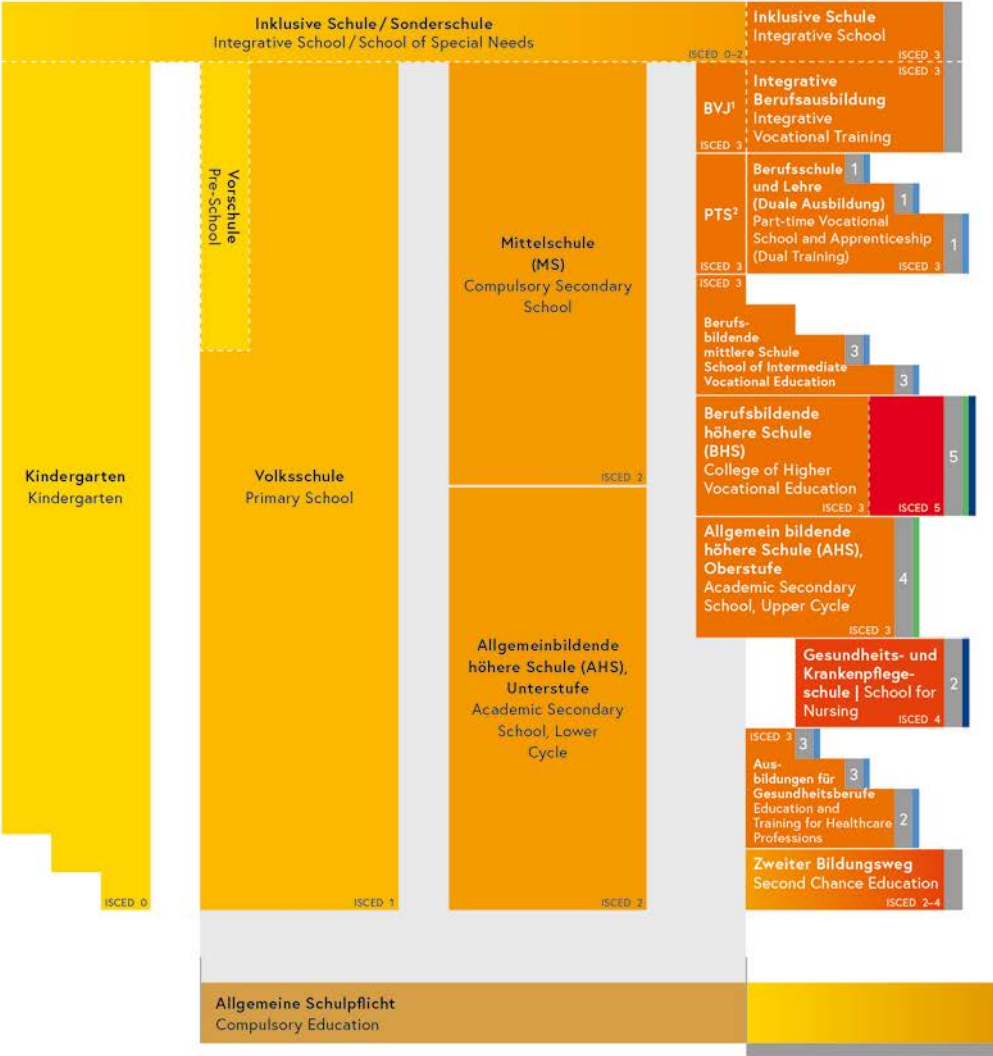 Inklusive Schule / Sonderschule
Integrative School / School of Special Needs
ISCED 0–2
Inklusive Schule
Integrative School
ISCED 3
ISCED 3
Integrative
Berufsausbildung
Integrative
Vocational Training
BVJ¹
ISCED 3
Vorschule
Pre-School
Berufsschule
und Lehre
(Duale Ausbildung)
Part-time Vocational
School and Apprenticeship
(Dual Training)
ISCED 3
1
1
1
PTS²
ISCED 3
Mittelschule
(MS)
Compulsory Secondary
School
ISCED 2
ISCED 3
Berufs-
bildende
mittlere Schule
School of Intermediate
Vocational Education
3
3
Berufsbildende
höhere Schule
(BHS)
College of Higher
Vocational Education
ISCED 3
ISCED 5
5
Kindergarten
Kindergarten
ISCED 0
Volksschule
Primary School
ISCED 1
Allgemein bildende
höhere Schule (AHS),
Oberstufe
Academic Secondary
School, Upper Cycle
ISCED 3
4
Allgemeinbildende
höhere Schule (AHS),
Unterstufe
Academic Secondary
School, Lower
Cycle
ISCED 2
Gesundheits- und
Krankenpflege-
schule | School for
Nursing
ISCED 4
2
ISCED 3
3
Aus-
bildungen für
Gesundheitsberufe
Education and
Training for Healthcare
Professions
3
2
Zweiter Bildungsweg
Second Chance Education
ISCED 2–4
Allgemeine Schulpflicht
Compulsory Education